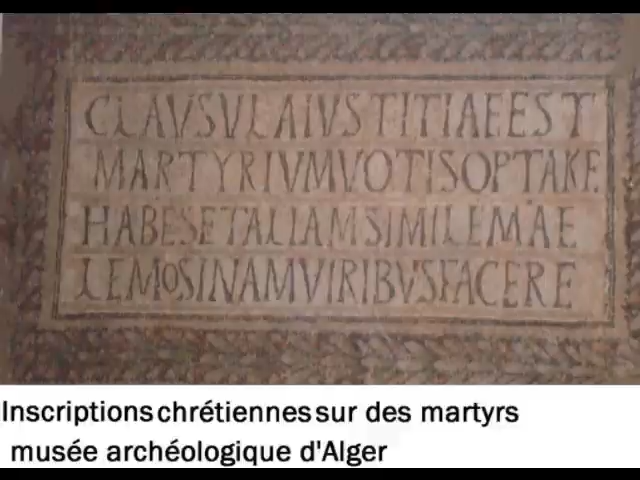 CLAVSVLAIVSTITIAEEST
MARTYRIVMVOTISOPTARE
HABESETALIAMSIMILEMAE
LEMOSINAMVIRIBVSFACERE
Inscriptions chrétiennes sur des martyrs
musée archéologique d'Alger